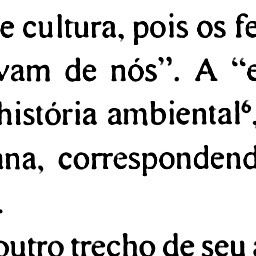 e cultura, pois os fe
vam de nós”. A “e
história ambiental⁶,
ana, correspondend
.
outro trecho de seu a